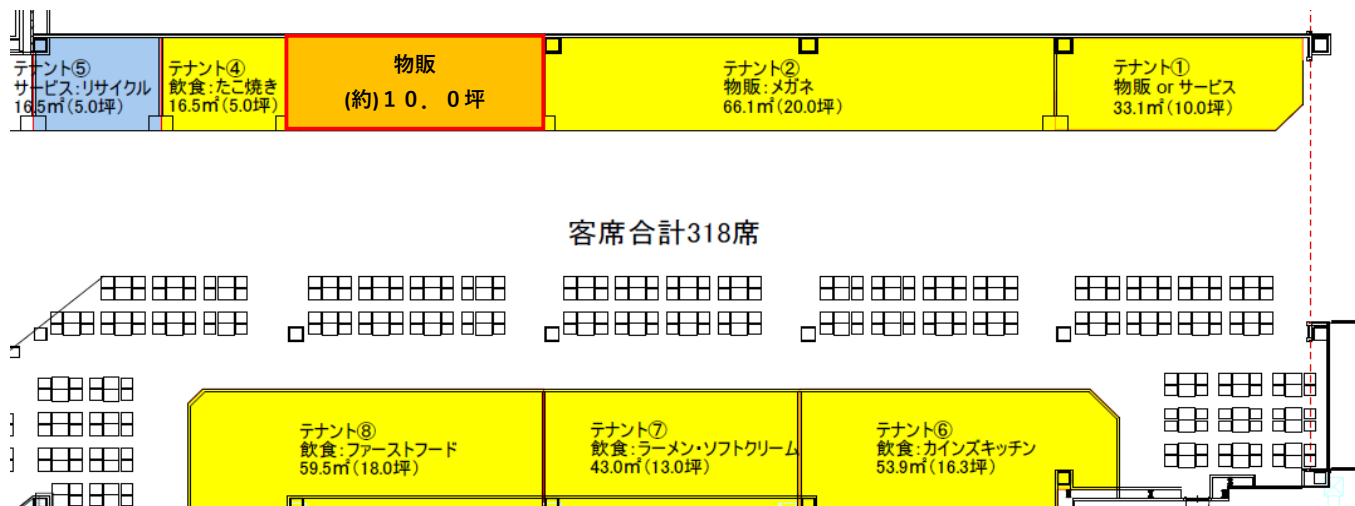 テナント⑤
サービス:リサイクル
16.5㎡(5.0坪)
テナント④
飲食:たこ焼き
16.5㎡(5.0坪)
物販
(約)10.0坪
テナント②
物販:メガネ
66.1㎡(20.0坪)
テナント①
物販 or サービス
33.1㎡(10.0坪)
客席合計318席
テナント⑧
飲食:ファーストフード
59.5㎡(18.0坪)
テナント⑦
飲食:ラーメン・ソフトクリーム
43.0㎡(13.0坪)
テナント⑥
飲食:カインズキッチン
53.9㎡(16.3坪)